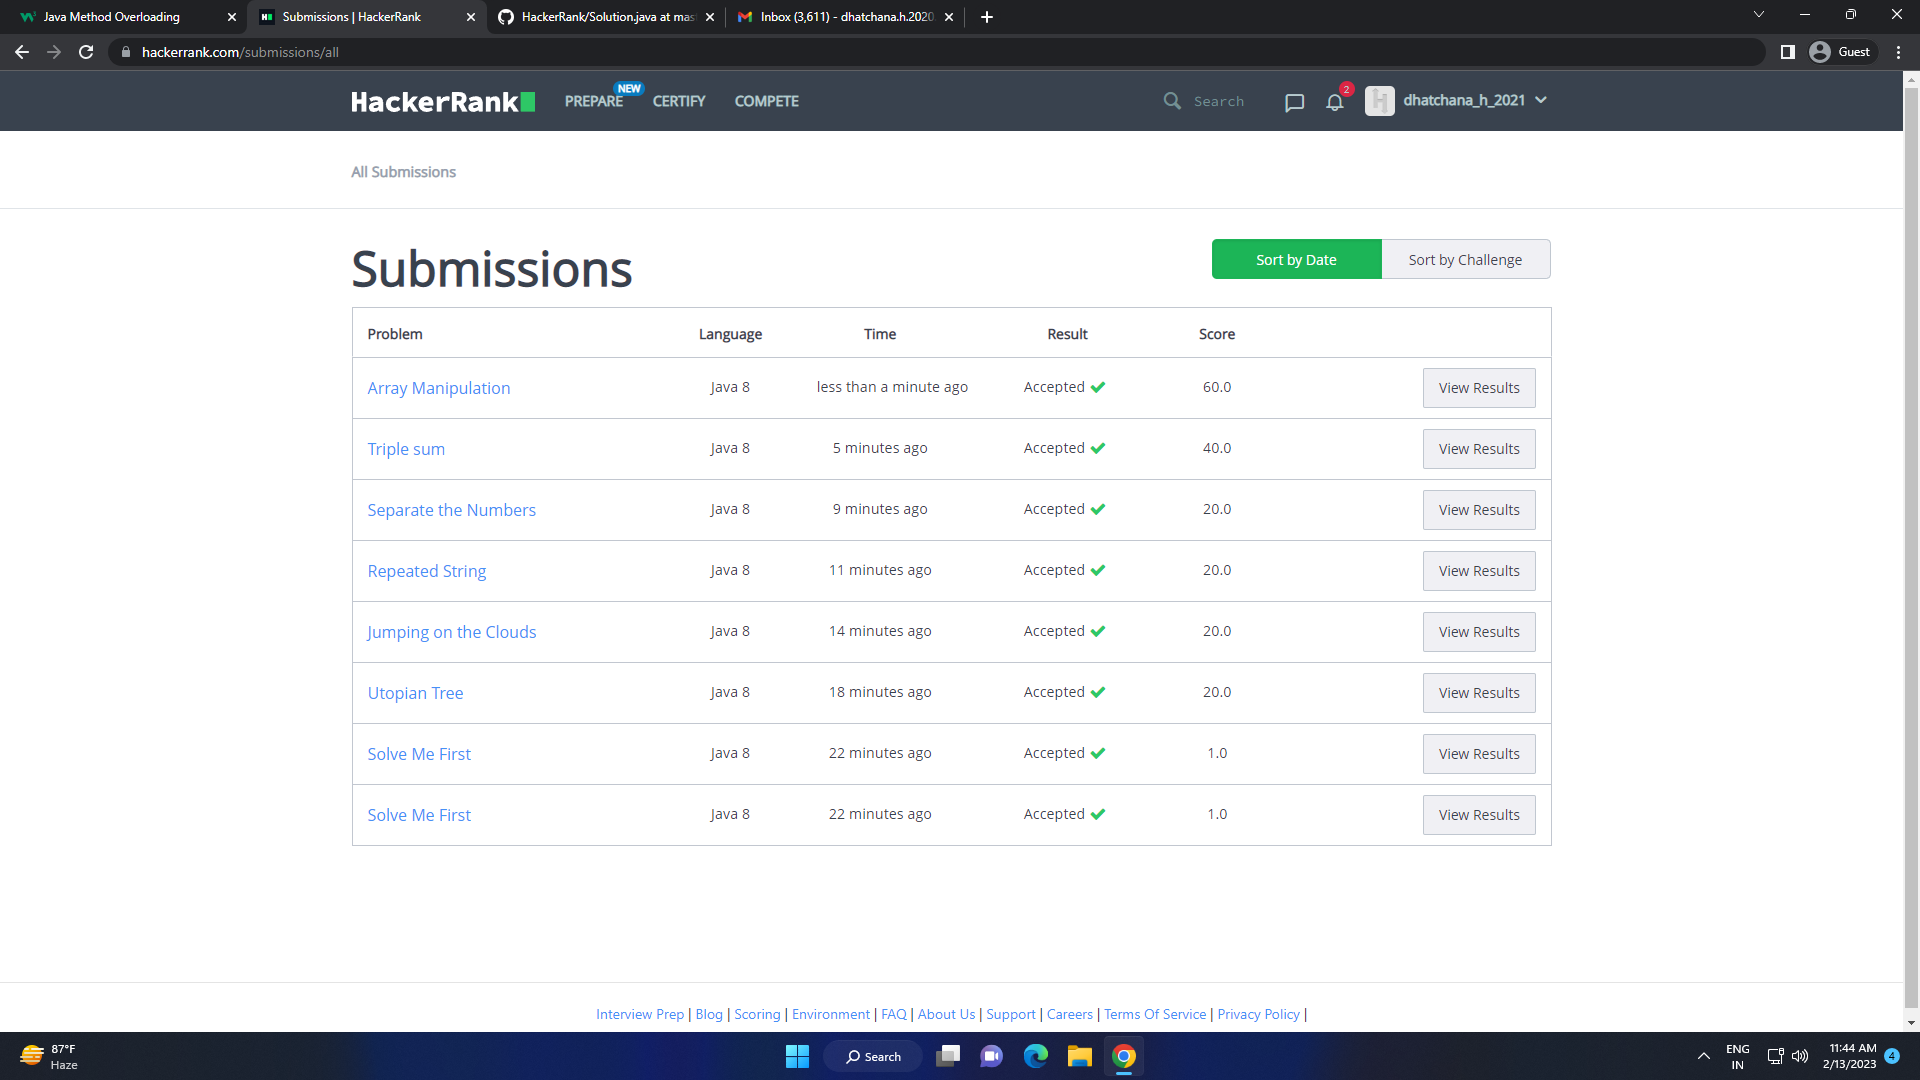 Java Method Overloading
Submissions | HackerRank
HackerRank/Solution.java at mas
Inbox (3,611) - dhatchana.h.2020
hackerrank.com/submissions/all
Guest
HackerRank
PREPARE
NEW
CERTIFY
COMPETE
Search
2
H
dhatchana_h_2021
All Submissions
Submissions
Sort by Date
Sort by Challenge
Problem Language Time Result Score
Array Manipulation Java 8 less than a minute ago Accepted 60.0 View Results
Triple sum Java 8 5 minutes ago Accepted 40.0 View Results
Separate the Numbers Java 8 9 minutes ago Accepted 20.0 View Results
Repeated String Java 8 11 minutes ago Accepted 20.0 View Results
Jumping on the Clouds Java 8 14 minutes ago Accepted 20.0 View Results
Utopian Tree Java 8 18 minutes ago Accepted 20.0 View Results
Solve Me First Java 8 22 minutes ago Accepted 1.0 View Results
Solve Me First Java 8 22 minutes ago Accepted 1.0 View Results
Interview Prep | Blog | Scoring | Environment | FAQ | About Us | Support | Careers | Terms Of Service | Privacy Policy |
87°F
Haze
Search
ENG
IN
11:44 AM
2/13/2023
4